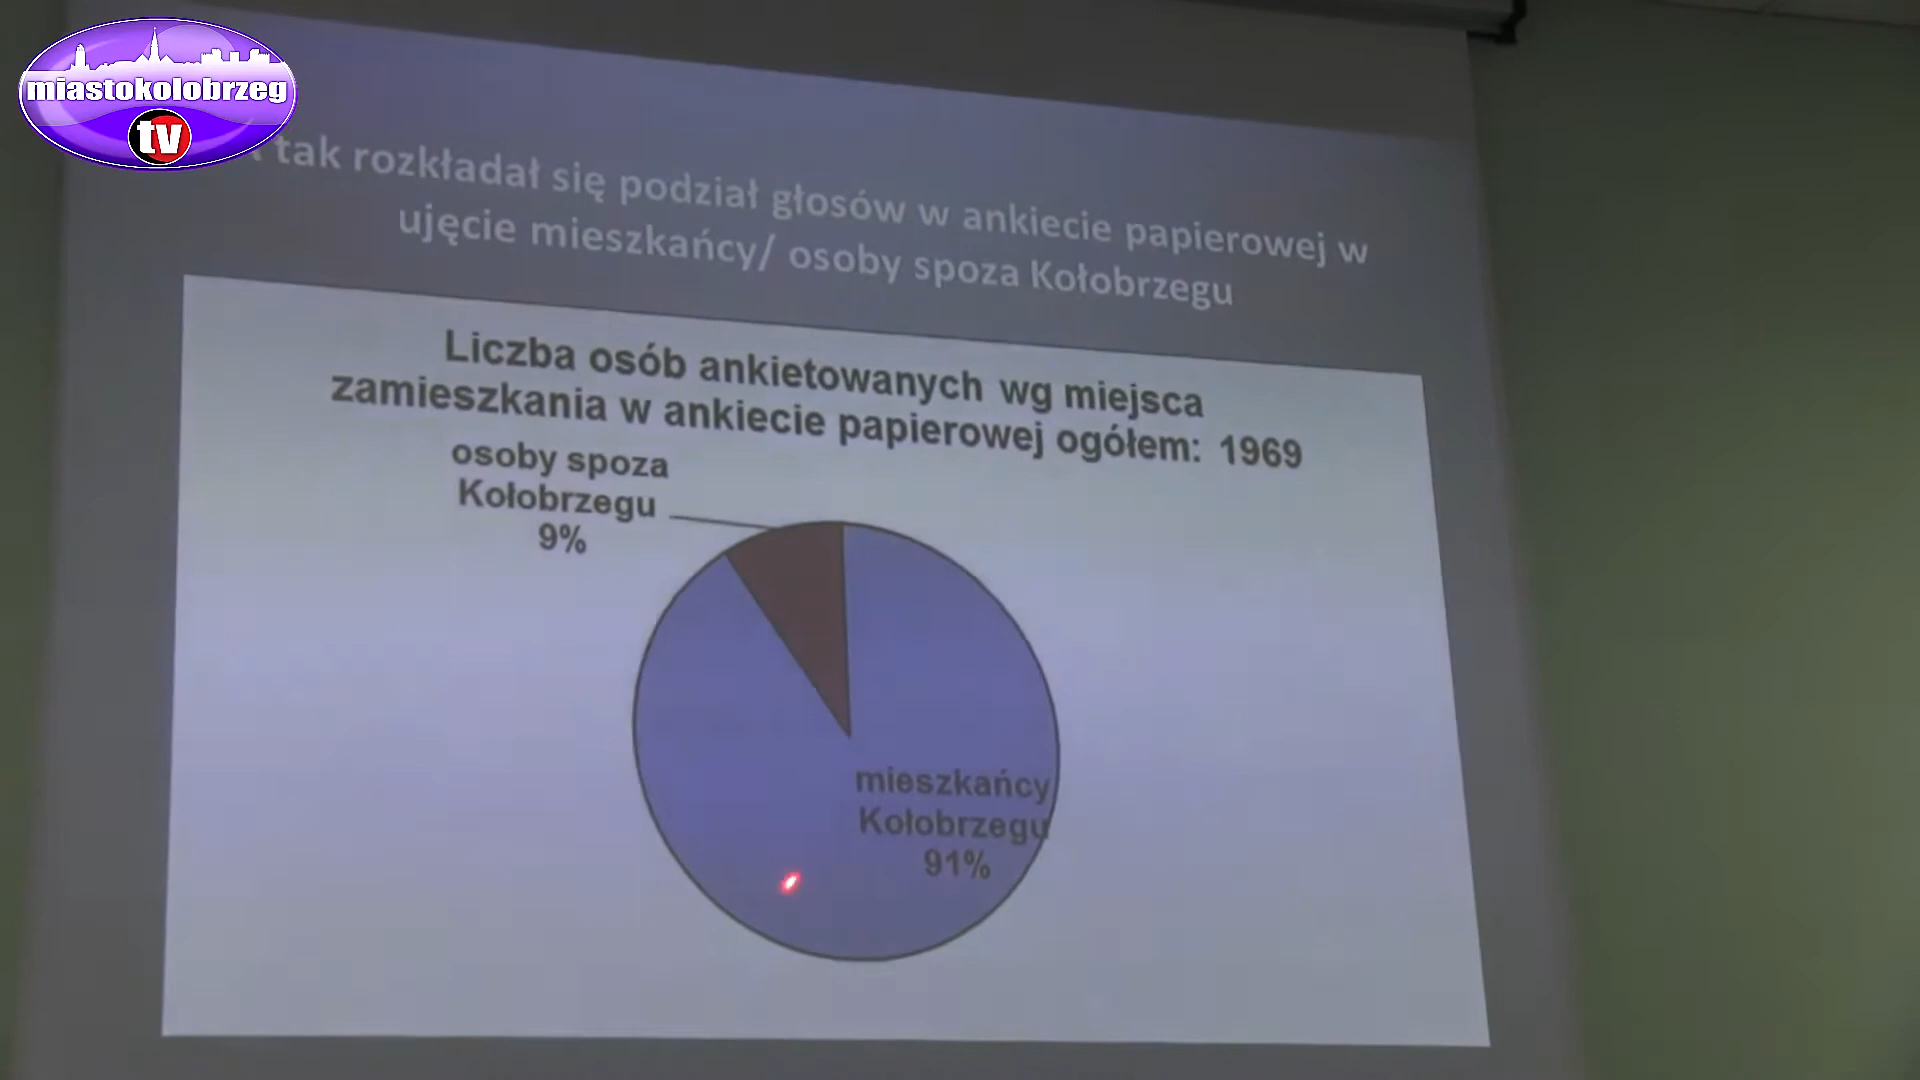 miastokolobrzeg
tv
tak rozkładał się podział głosów w ankiecie papierowej w
ujęcie mieszkańcy/ osoby spoza Kołobrzegu
Liczba osób ankietowanych wg miejsca
zamieszkania w ankiecie papierowej ogółem: 1969
osoby spoza
Kołobrzegu
9%
mieszkańcy
Kołobrzegu
91%